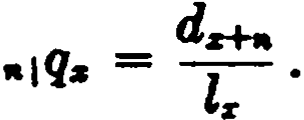 $_{n|}q_x = \frac{d_{x+n}}{l_x}.$